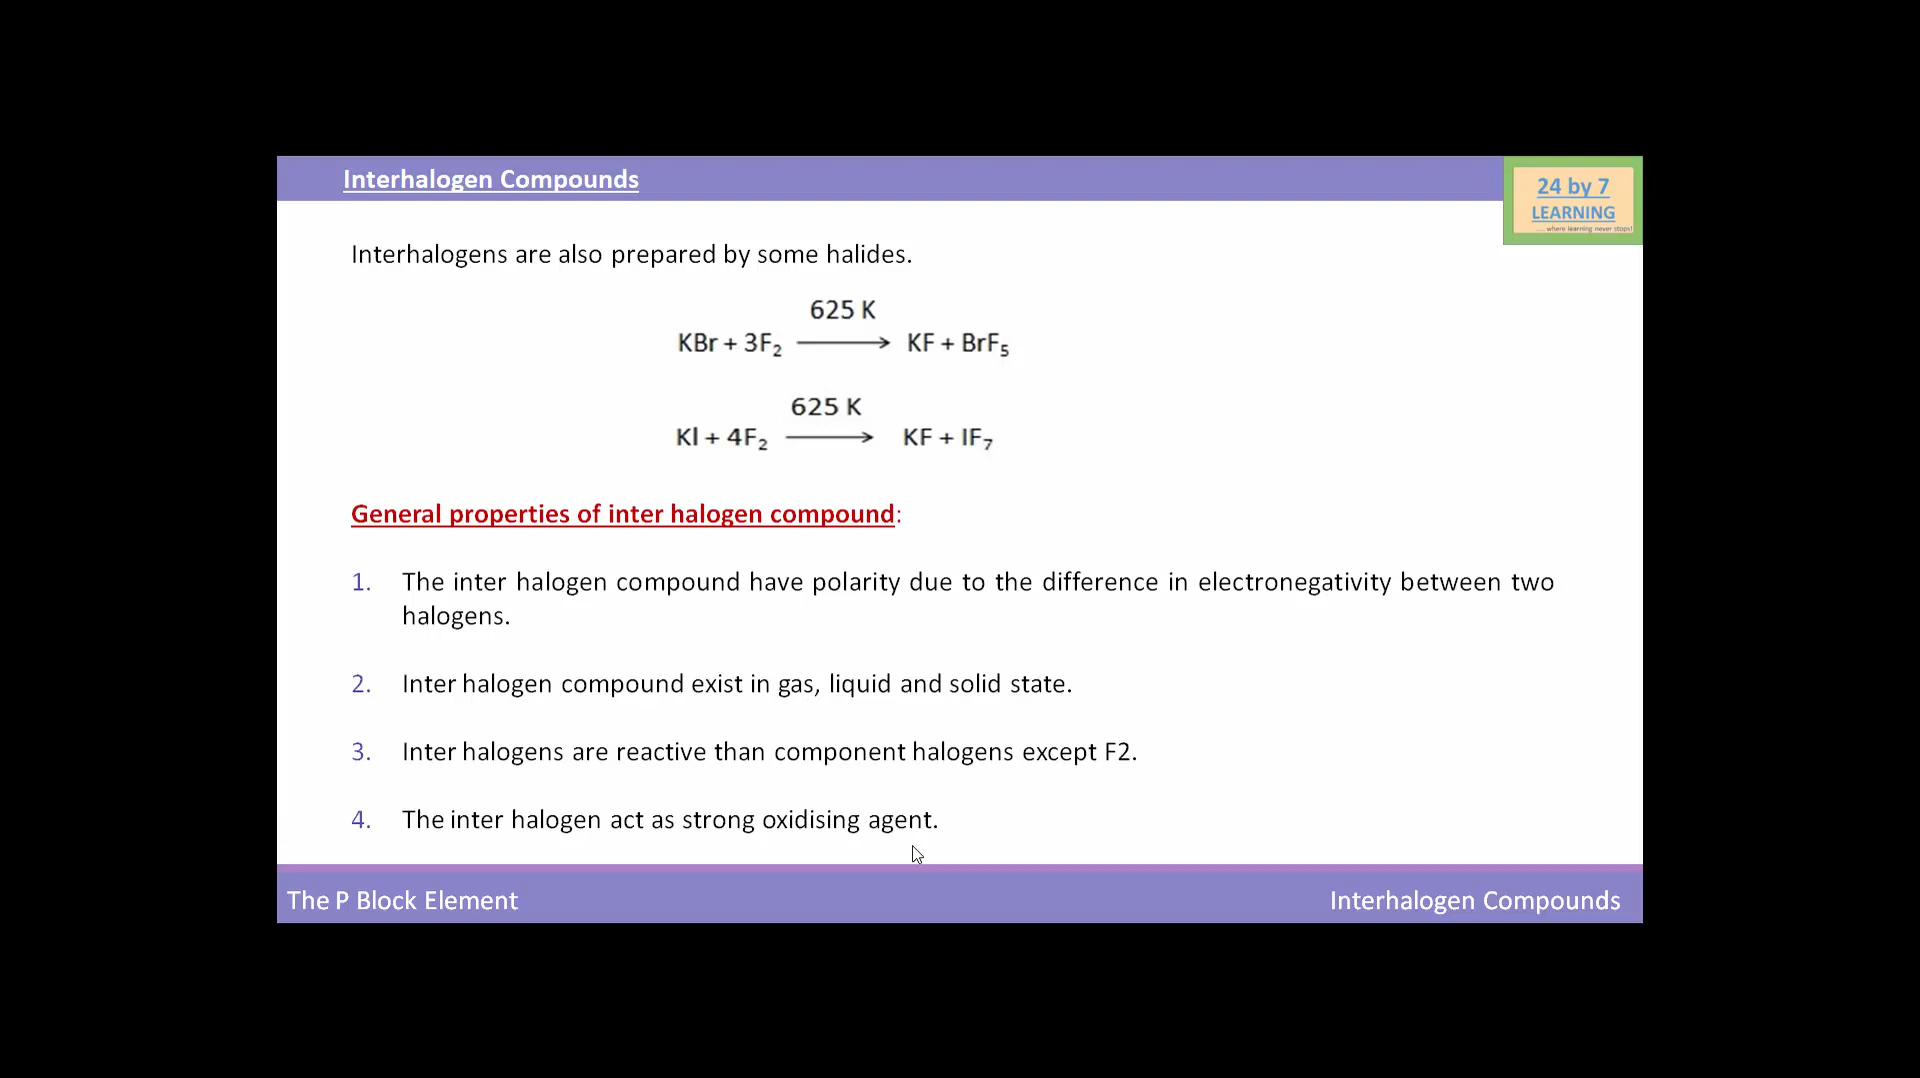 Interhalogen Compounds
24 by 7
LEARNING
.... where learning never stops!
Interhalogens are also prepared by some halides.
625 K
KBr + 3F₂ ⟶ KF + BrF₅
625 K
KI + 4F₂ ⟶ KF + IF₇
General properties of inter halogen compound:
1. The inter halogen compound have polarity due to the difference in electronegativity between two
halogens.
2. Inter halogen compound exist in gas, liquid and solid state.
3. Inter halogens are reactive than component halogens except F2.
4. The inter halogen act as strong oxidising agent.
The P Block Element
Interhalogen Compounds